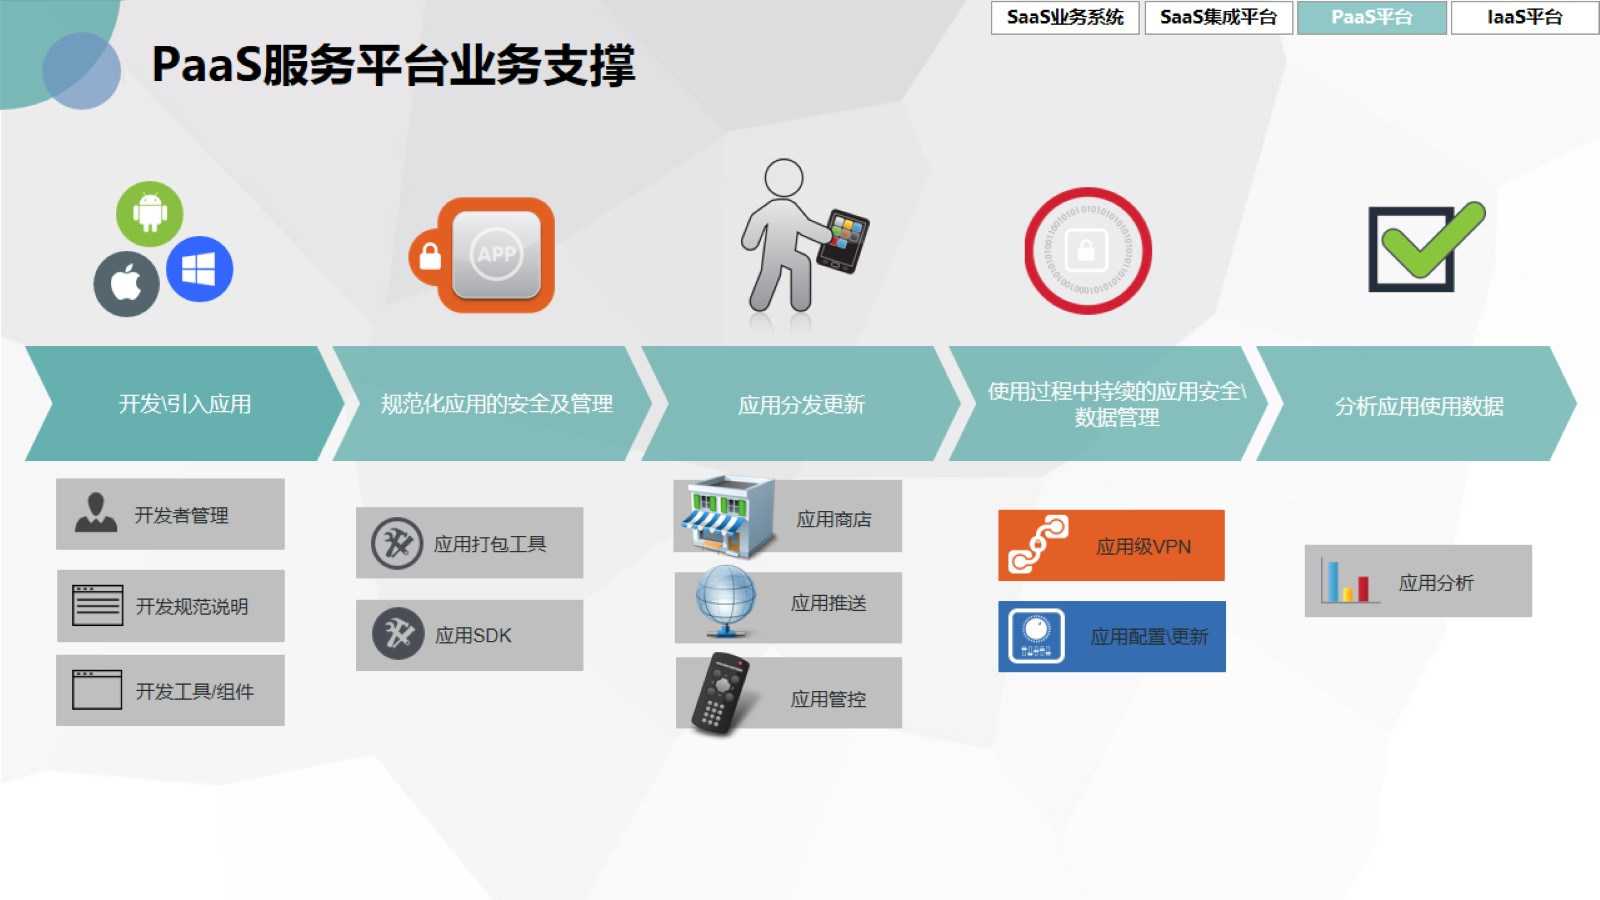 SaaS业务系统
SaaS集成平台
PaaS平台
IaaS平台
PaaS服务平台业务支撑
APP
开发\引入应用
规范化应用的安全及管理
应用分发更新
使用过程中持续的应用安全\
数据管理
分析应用使用数据
开发者管理
开发规范说明
开发工具/组件
应用打包工具
应用SDK
应用商店
应用推送
应用管控
应用级VPN
应用配置\更新
应用分析